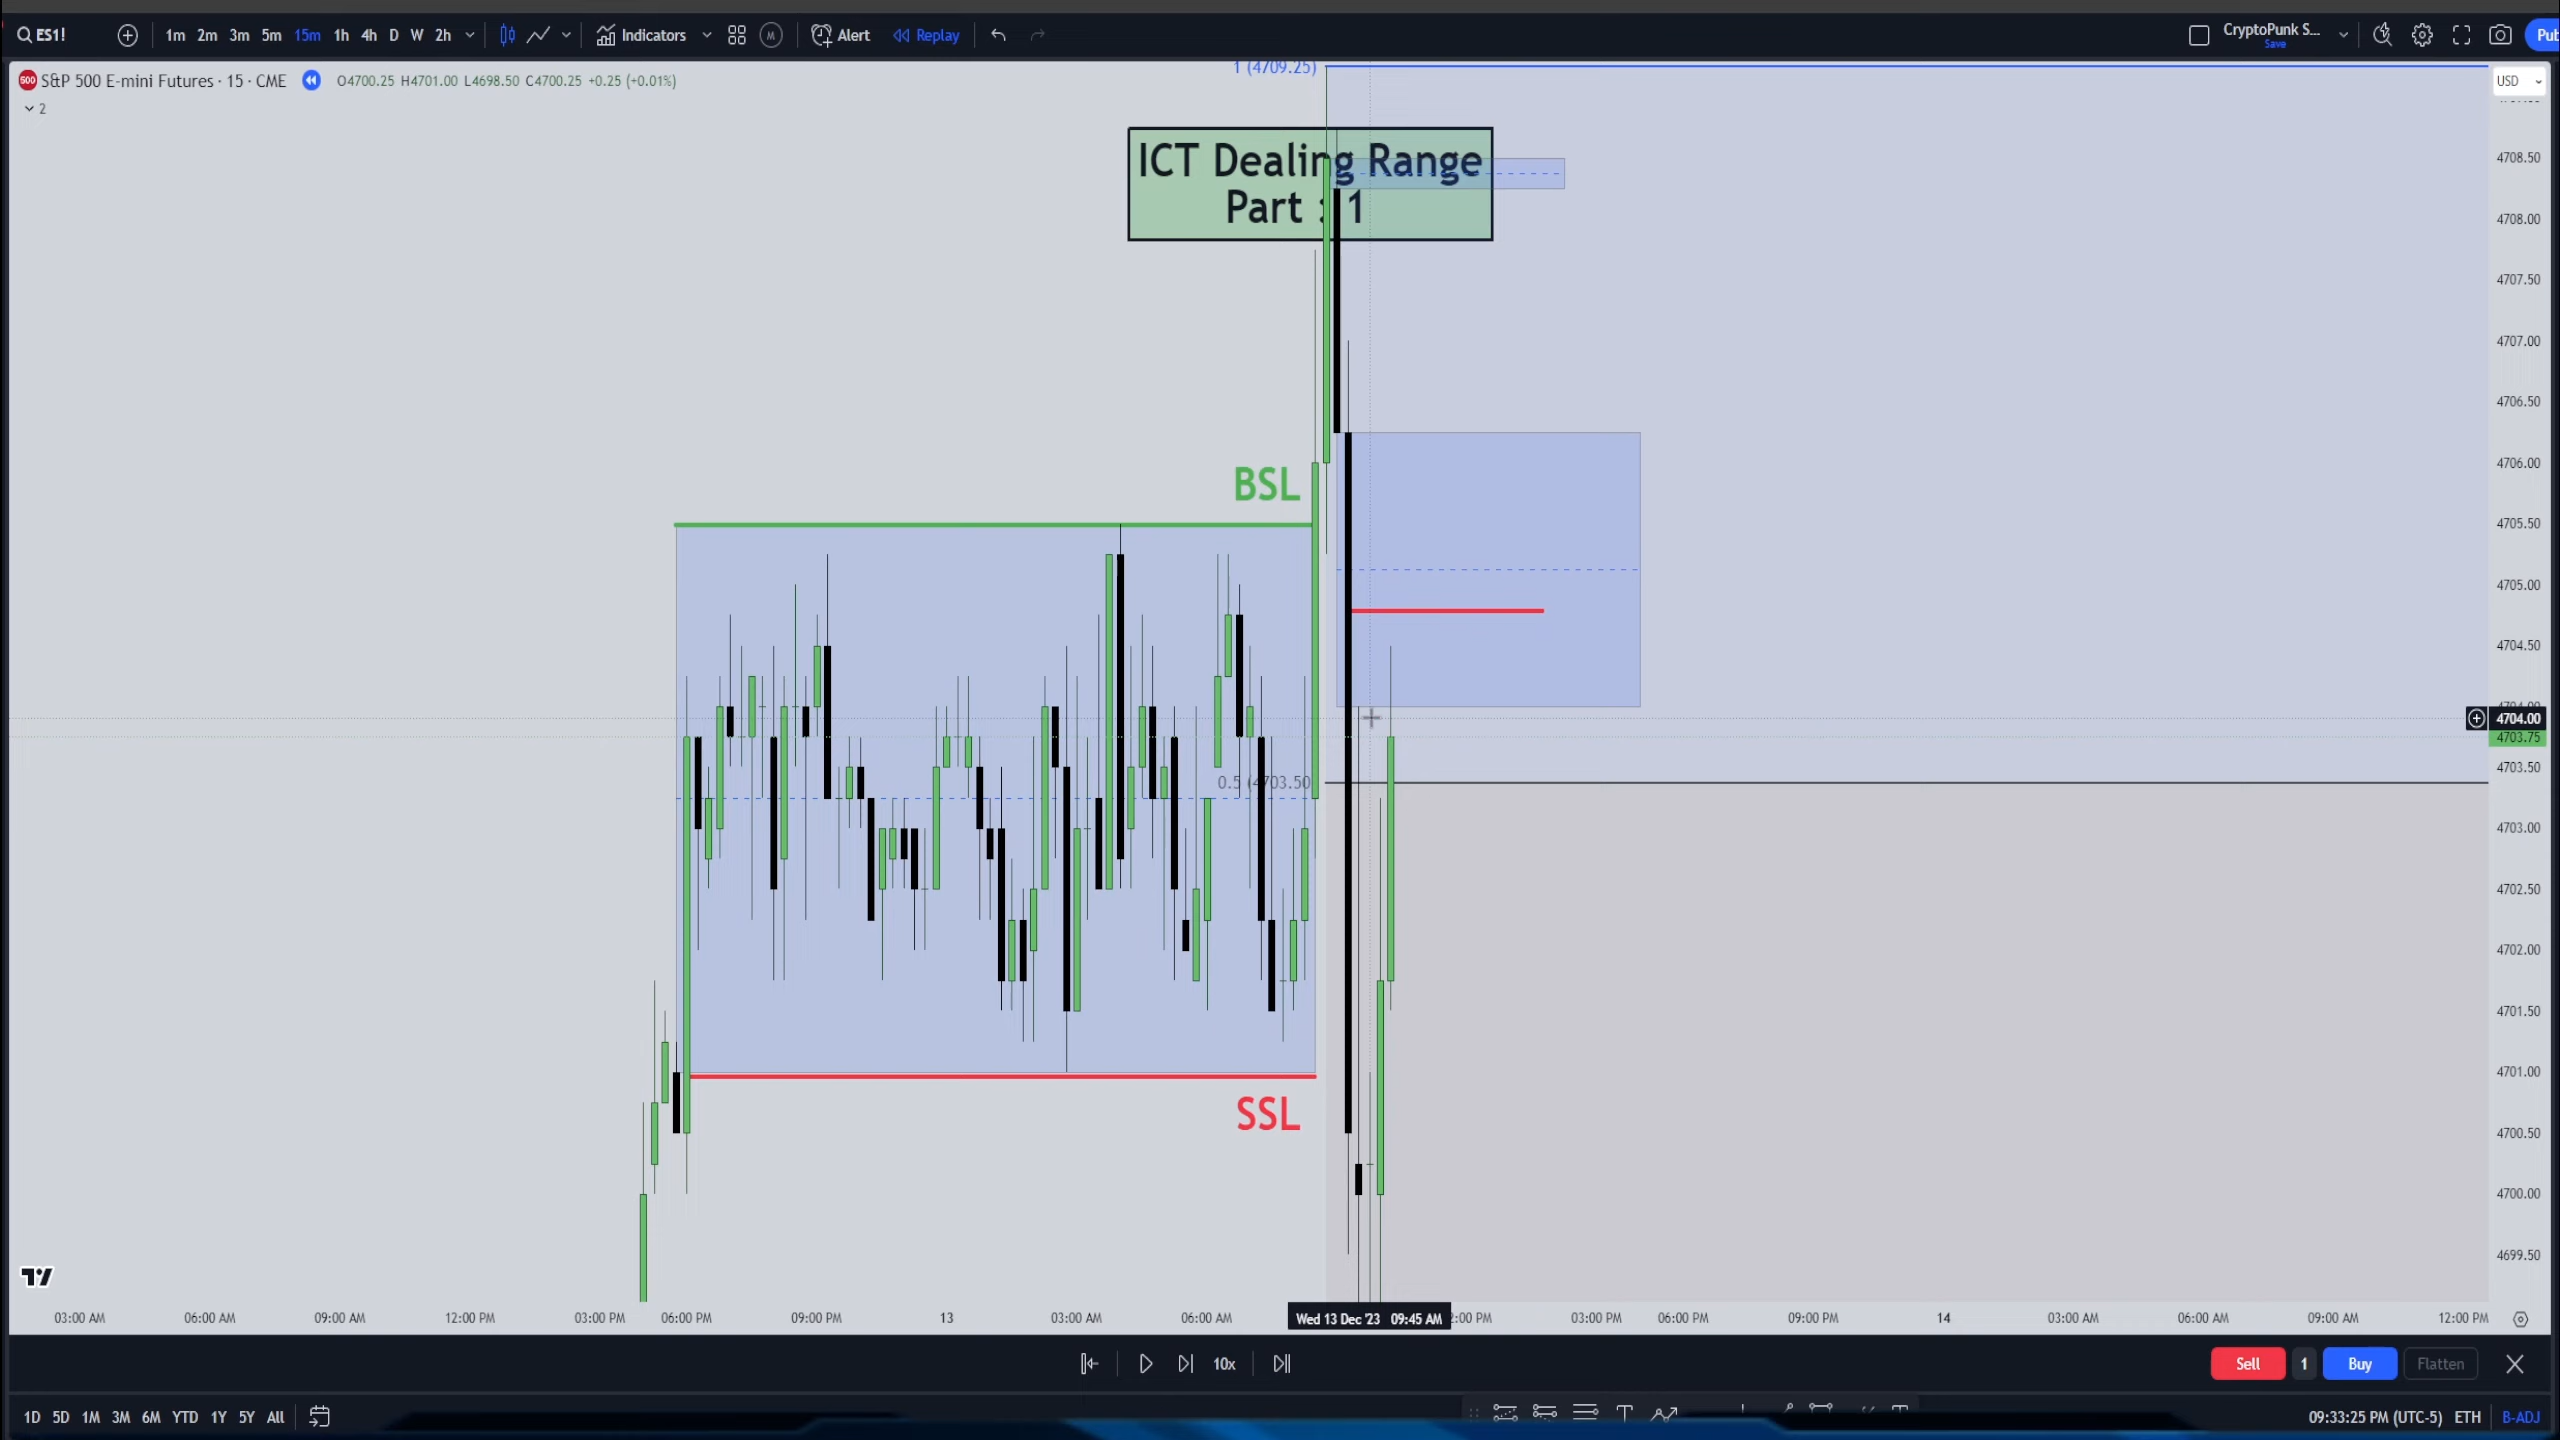 ES1! 1m 2m 3m 5m 15m 1h 4h D W 2h Indicators M Alert Replay CryptoPunk S... Pub
Save
500 S&P 500 E-mini Futures · 15 · CME O4700.25 H4701.00 L4698.50 C4700.25 +0.25 (+0.01%) 1 (4709.25) USD
2
ICT Dealing Range
Part : 1
4708.50
4708.00
4707.50
4707.00
4706.50
4706.00
BSL
4705.50
4705.00
4704.50
4704.00
4703.75
0.5 (4703.50
4703.50
4703.00
4702.50
4702.00
4701.50
4701.00
SSL
4700.50
4700.00
4699.50
03:00 AM 06:00 AM 09:00 AM 12:00 PM 03:00 PM 06:00 PM 09:00 PM 13 03:00 AM 06:00 AM Wed 13 Dec '23 09:45 AM 2:00 PM 03:00 PM 06:00 PM 09:00 PM 14 03:00 AM 06:00 AM 09:00 AM 12:00 PM
10x Sell 1 Buy Flatten
1D 5D 1M 3M 6M YTD 1Y 5Y All 09:33:25 PM (UTC-5) ETH B-ADJ